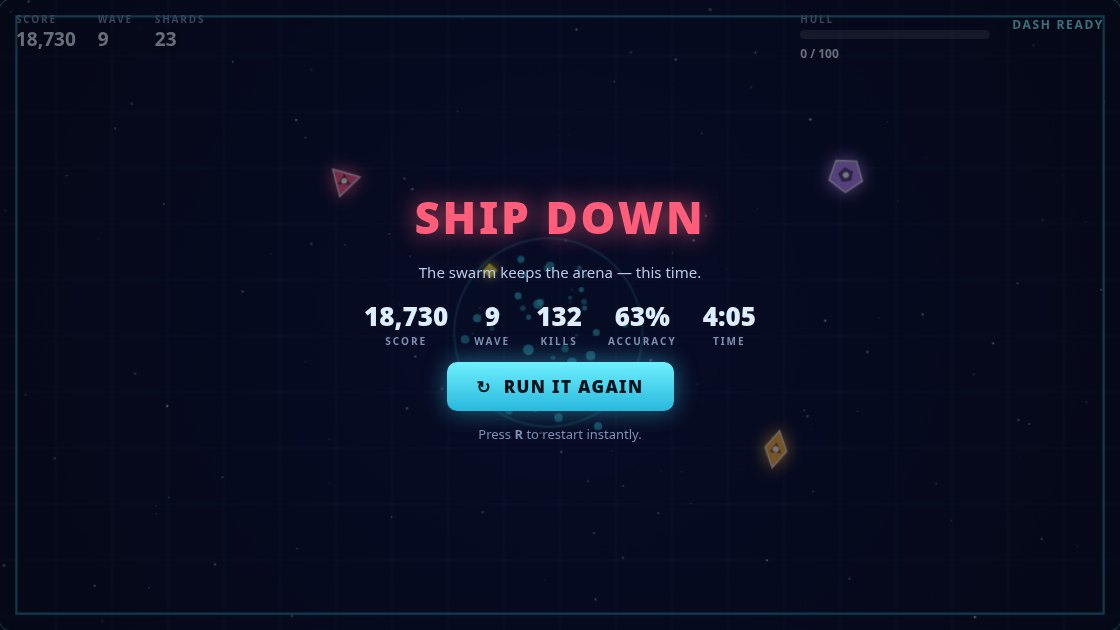 SCORE WAVE SHARDS HULL
18,730 9 23 DASH READY
0 / 100
SHIP DOWN
The swarm keeps the arena — this time.
18,730 9 132 63% 4:05
SCORE WAVE KILLS ACCURACY TIME
↻ RUN IT AGAIN
Press R to restart instantly.